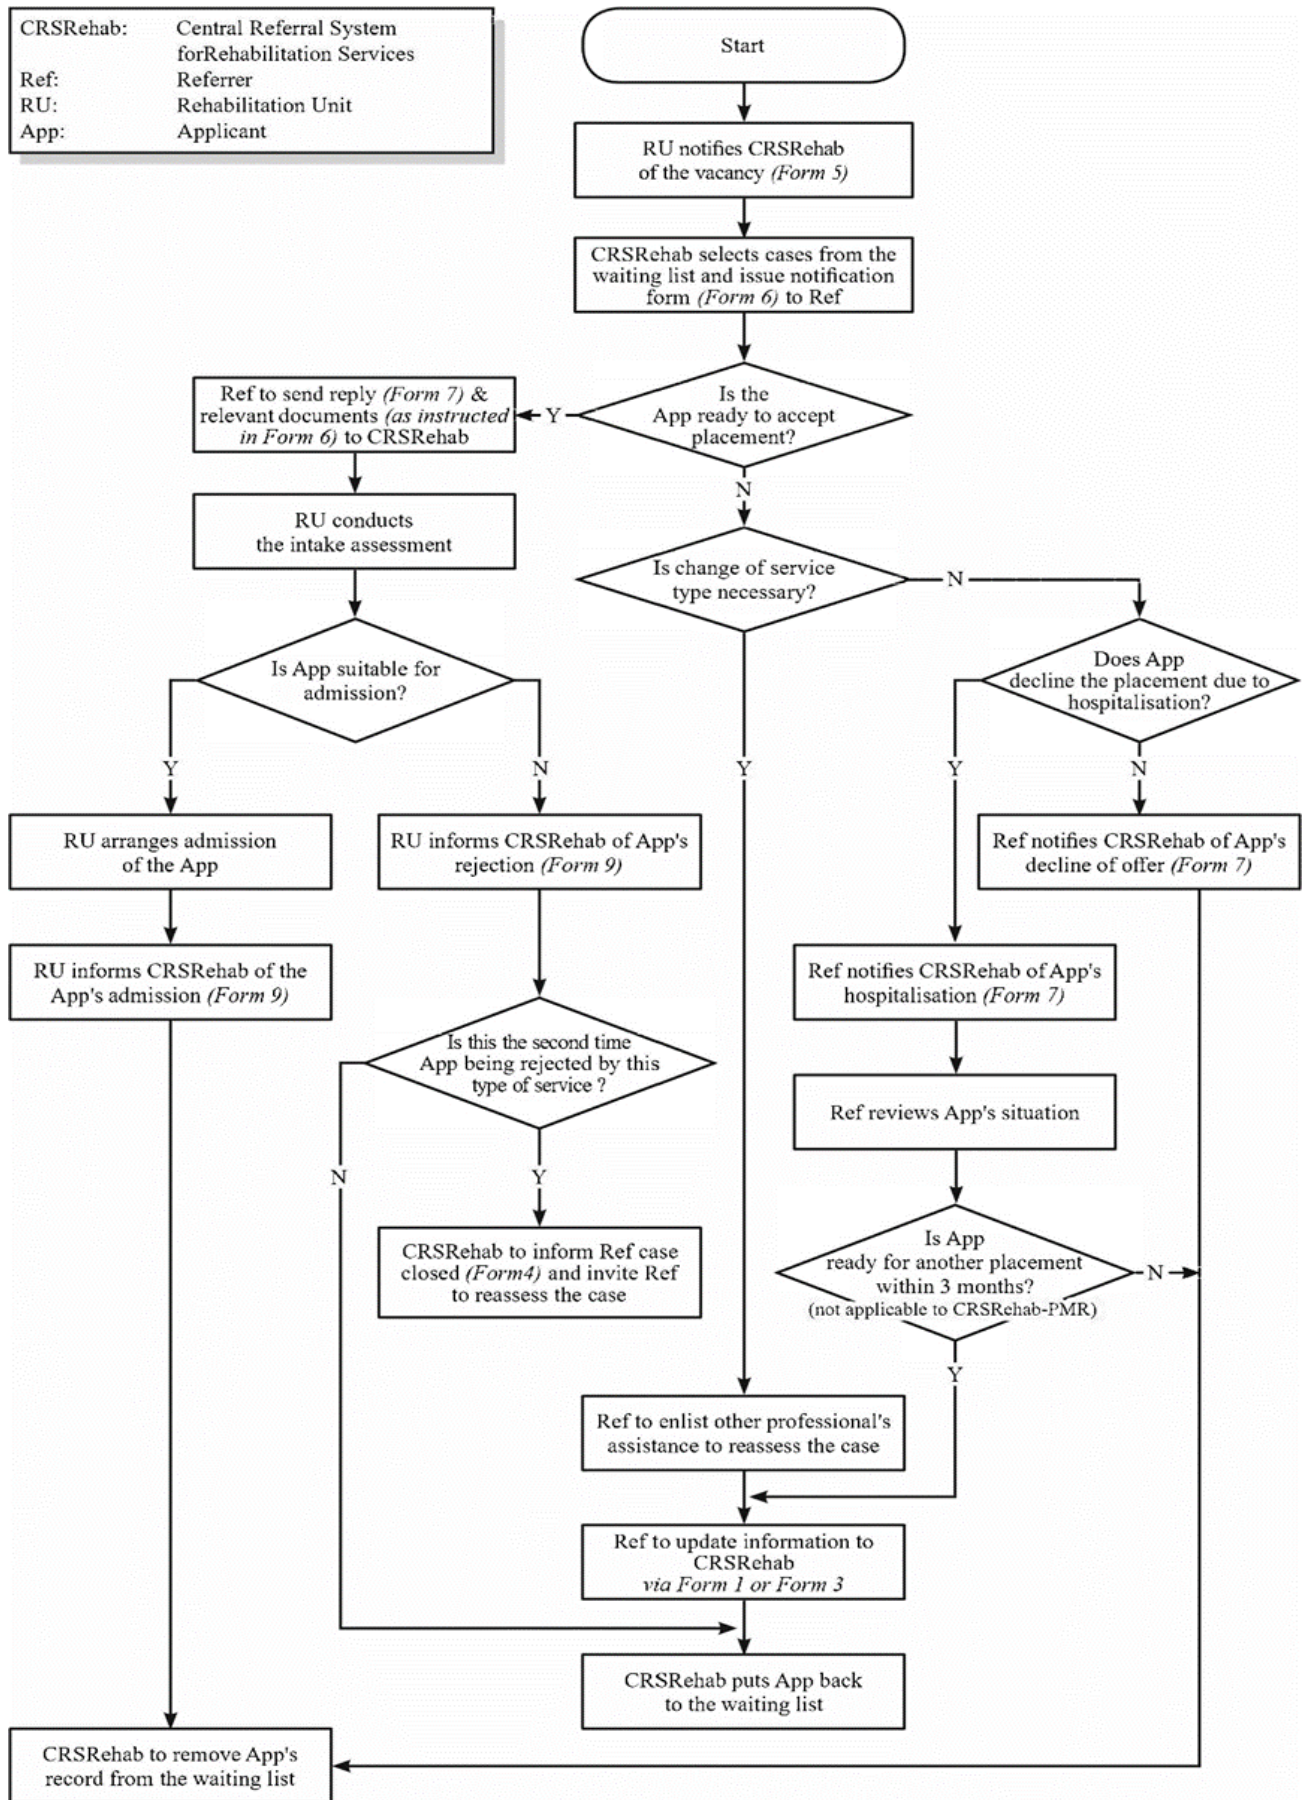 CRSRehab: Central Referral System
forRehabilitation Services
Ref: Referrer
RU: Rehabilitation Unit
App: Applicant
Start
RU notifies CRSRehab
of the vacancy (Form 5)
CRSRehab selects cases from the
waiting list and issue notification
form (Form 6) to Ref
Is the
App ready to accept
placement?
Y
N
Ref to send reply (Form 7) &
relevant documents (as instructed
in Form 6) to CRSRehab
RU conducts
the intake assessment
Is change of service
type necessary?
N
Y
Is App suitable for
admission?
Y
N
Does App
decline the placement due to
hospitalisation?
Y
N
RU arranges admission
of the App
RU informs CRSRehab of App's
rejection (Form 9)
Ref notifies CRSRehab of App's
decline of offer (Form 7)
RU informs CRSRehab of the
App's admission (Form 9)
Ref notifies CRSRehab of App's
hospitalisation (Form 7)
Is this the second time
App being rejected by this
type of service ?
N
Y
Ref reviews App's situation
CRSRehab to inform Ref case
closed (Form4) and invite Ref
to reassess the case
Is App
ready for another placement
within 3 months?
(not applicable to CRSRehab-PMR)
N
Y
Ref to enlist other professional's
assistance to reassess the case
Ref to update information to
CRSRehab
via Form 1 or Form 3
CRSRehab puts App back
to the waiting list
CRSRehab to remove App's
record from the waiting list